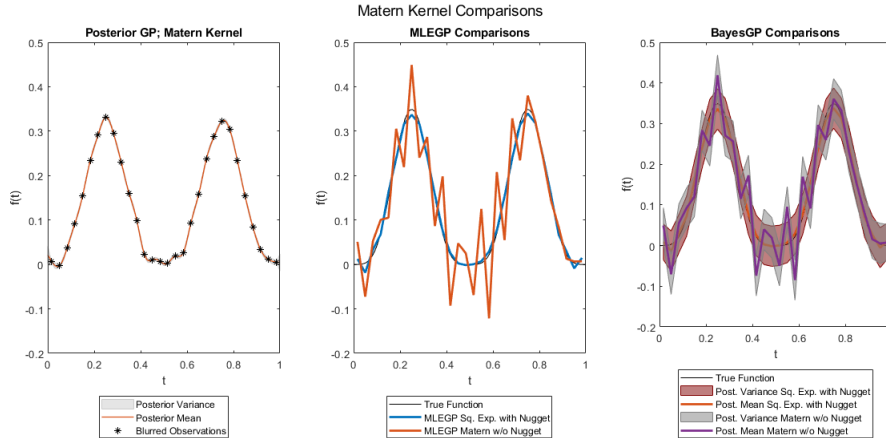 Matern Kernel Comparisons
Posterior GP; Matern Kernel
0.5
0.4
0.3
0.2
0.1
0
-0.1
-0.2
f(t)
0
0.2
0.4
0.6
0.8
1
t
Posterior Variance
Posterior Mean
Blurred Observations
MLEGP Comparisons
0.5
0.4
0.3
0.2
0.1
0
-0.1
-0.2
f(t)
0
0.2
0.4
0.6
0.8
1
t
True Function
MLEGP Sq. Exp. with Nugget
MLEGP Matern w/o Nugget
BayesGP Comparisons
0.5
0.4
0.3
0.2
0.1
0
-0.1
-0.2
f(t)
0
0.2
0.4
0.6
0.8
t
True Function
Post. Variance Sq. Exp. with Nugget
Post. Mean Sq. Exp. with Nugget
Post. Variance Matern w/o Nugget
Post. Mean Matern w/o Nugget